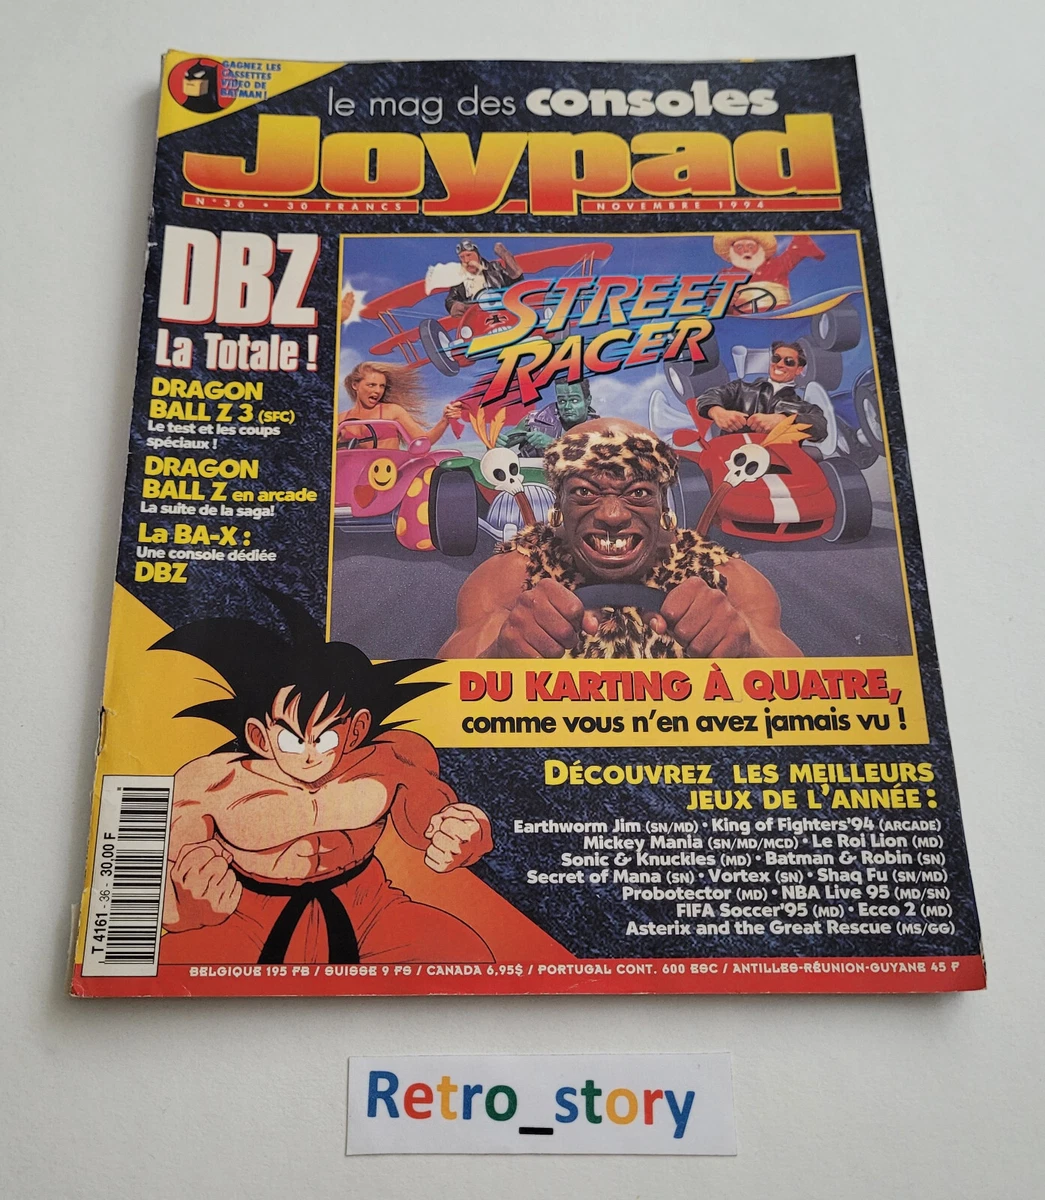 GAGNEZ LES
CASSETTES
VIDEO DE
BATMAN !
le mag des consoles
Joypad
N°36 • 30 FRANCS
NOVEMBRE 1994
DBZ
La Totale !
DRAGON
BALL Z 3 (SFC)
Le test et les coups
spéciaux !
DRAGON
BALL Z en arcade
La suite de la saga!
La BA-X :
Une console dédiée
DBZ
STREET
RACER
DU KARTING À QUATRE,
comme vous n'en avez jamais vu !
DÉCOUVREZ LES MEILLEURS
JEUX DE L'ANNÉE :
Earthworm Jim (SN/MD) • King of Fighters'94 (ARCADE)
Mickey Mania (SN/MD/MCD) • Le Roi Lion (MD)
Sonic & Knuckles (MD) • Batman & Robin (SN)
Secret of Mana (SN) • Vortex (SN) • Shaq Fu (SN/MD)
Probotector (MD) • NBA Live 95 (MD/SN)
FIFA Soccer'95 (MD) • Ecco 2 (MD)
Asterix and the Great Rescue (MS/GG)
T 4161 - 36 - 30,00 F
BELGIQUE 195 FB / SUISSE 9 FS / CANADA 6,95$ / PORTUGAL CONT. 600 ESC / ANTILLES-RÉUNION-GUYANE 45 F
Retro_story